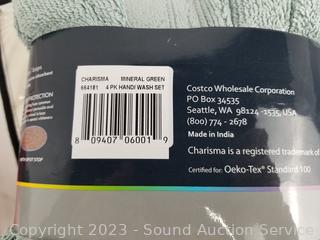 CHARISMA MINERAL GREEN
664181 4 PK HANDI WASH SET
8 09407 06001 9
Costco Wholesale Corporation
PO Box 34535
Seattle, WA 98124 -1535, USA
(800) 774 - 2678
Made in India
Charisma is a registered trademark of
Certified for: Oeko-Tex® Standard 100
Copyright 2023 - Sound Auction Service